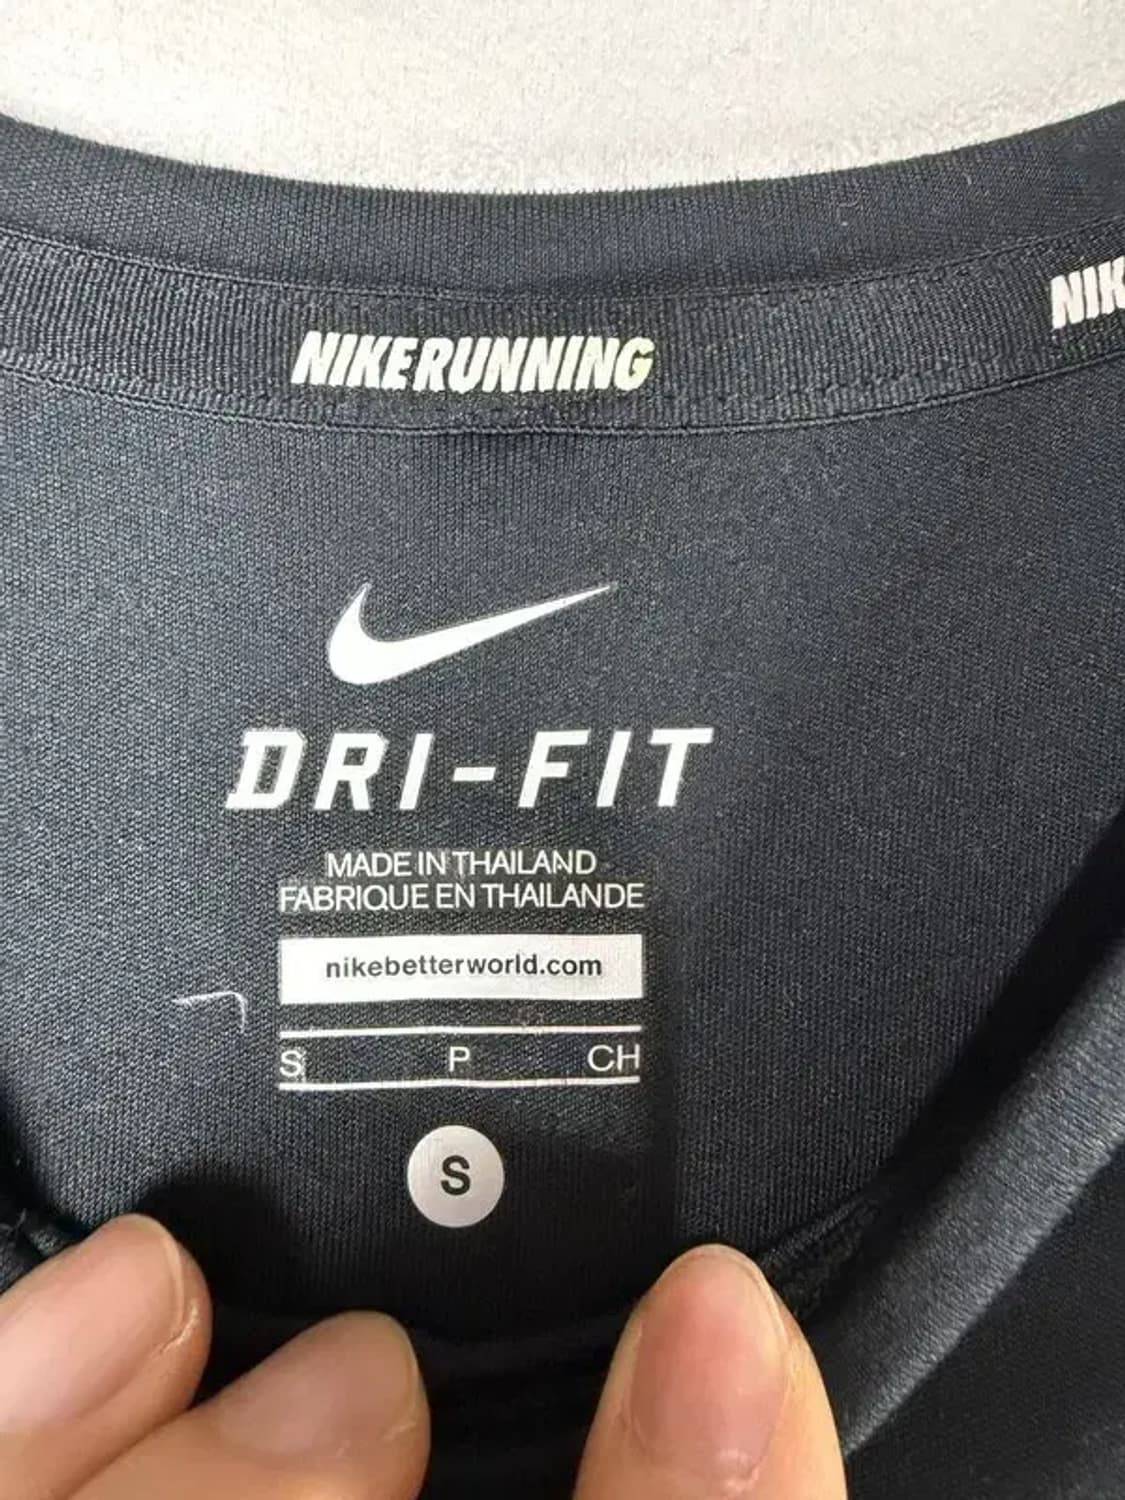 NIKERUNNING
NIK
DRI-FIT
MADE IN THAILAND
FABRIQUE EN THAILANDE
nikebetterworld.com
S P CH
S